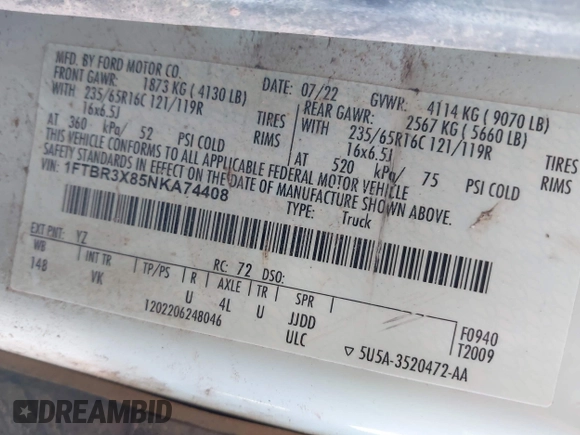 MFD. BY FORD MOTOR CO.
DATE: 07/22 GVWR: 4114 KG ( 9070 LB)
FRONT GAWR: 1873 KG ( 4130 LB) REAR GAWR: 2567 KG ( 5660 LB)
WITH 235/65R16C 121/119R TIRES WITH 235/65R16C 121/119R TIRES
16x6.5J RIMS 16x6.5J RIMS
AT 360 kPa/ 52 PSI COLD AT 520 kPa/ 75 PSI COLD
THIS VEHICLE CONFORMS TO ALL APPLICABLE FEDERAL MOTOR VEHICLE
SAFETY STANDARDS IN EFFECT ON THE DATE OF MANUFACTURE SHOWN ABOVE.
VIN: 1FTBR3X85NKA74408
TYPE: Truck
EXT PNT: YZ RC: 72 DSO:
WB INT TR TP/PS R AXLE TR SPR
148 VK U 4L U JJDD F0940
1202206248046 ULC T2009
5U5A-3520472-AA
DREAMBID